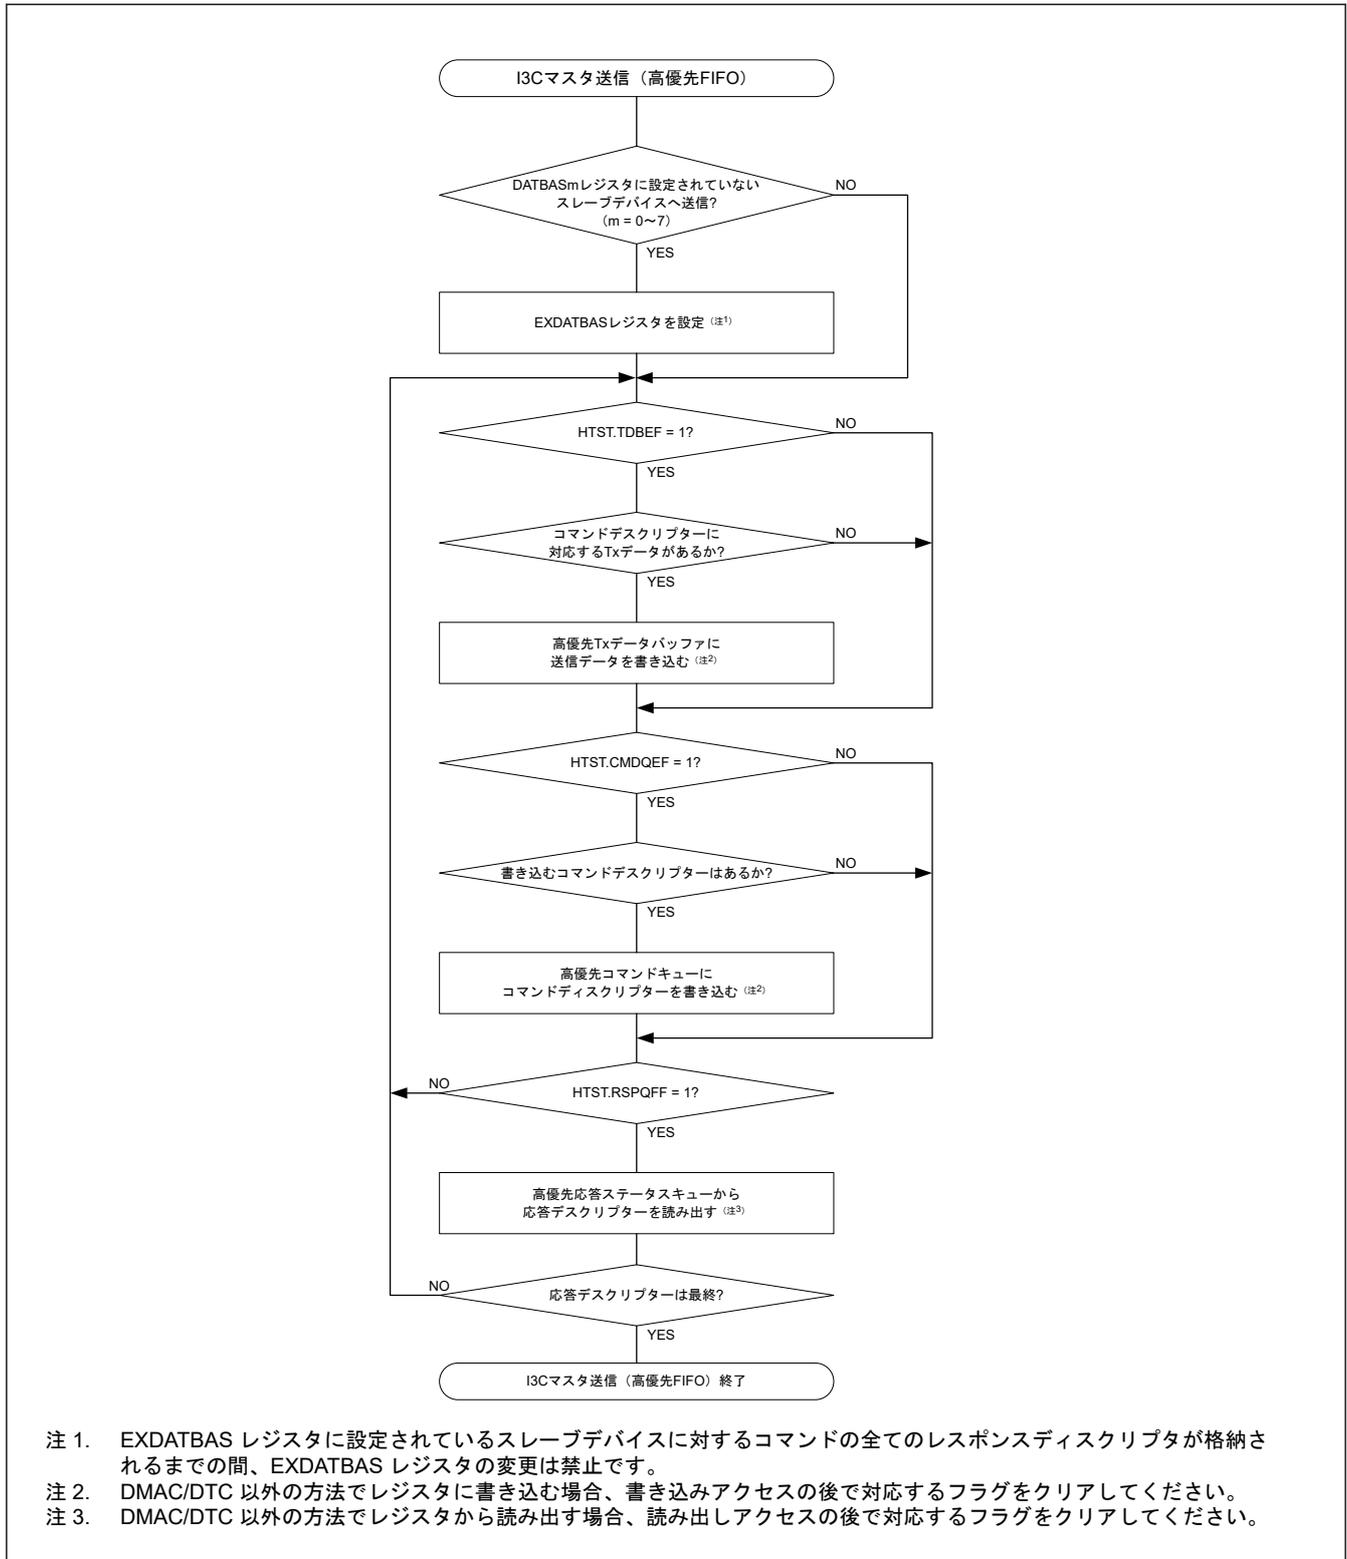 I3Cマスタ送信（高優先FIFO）
DATBASmレジスタに設定されていない
スレーブデバイスへ送信?
（m = 0～7）
NO
YES
EXDATBASレジスタを設定（注1）
HTST.TDBEF = 1?
NO
YES
コマンドデスクリプターに
対応するTxデータがあるか?
NO
YES
高優先Txデータバッファに
送信データを書き込む（注2）
HTST.CMDQEF = 1?
NO
YES
書き込むコマンドデスクリプターはあるか?
NO
YES
高優先コマンドキューに
コマンドディスクリプターを書き込む（注2）
NO
HTST.RSPQFF = 1?
YES
高優先応答ステータスキューから
応答デスクリプターを読み出す（注3）
NO
応答デスクリプターは最終?
YES
I3Cマスタ送信（高優先FIFO）終了
注 1. EXDATBAS レジスタに設定されているスレーブデバイスに対するコマンドの全てのレスポンスディスクリプタが格納さ
れるまでの間、EXDATBAS レジスタの変更は禁止です。
注 2. DMAC/DTC 以外の方法でレジスタに書き込む場合、書き込みアクセスの後で対応するフラグをクリアしてください。
注 3. DMAC/DTC 以外の方法でレジスタから読み出す場合、読み出しアクセスの後で対応するフラグをクリアしてください。